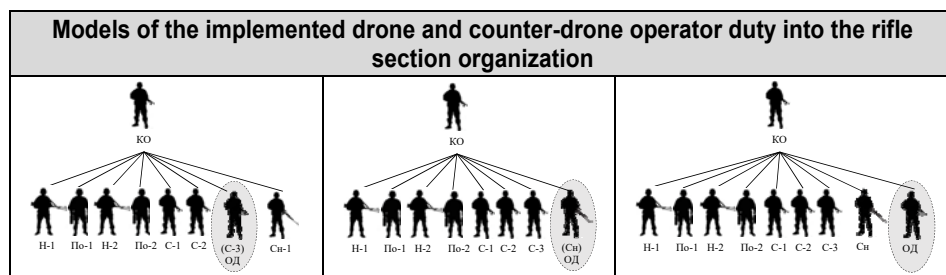 Models of the implemented drone and counter-drone operator duty into the rifle
section organization
КО
Н-1 По-1 Н-2 По-2 С-1 С-2 (С-3) Сн-1
ОД
КО
Н-1 По-1 Н-2 По-2 С-1 С-2 С-3 (Сн)
ОД
КО
Н-1 По-1 Н-2 По-2 С-1 С-2 С-3 Сн ОД